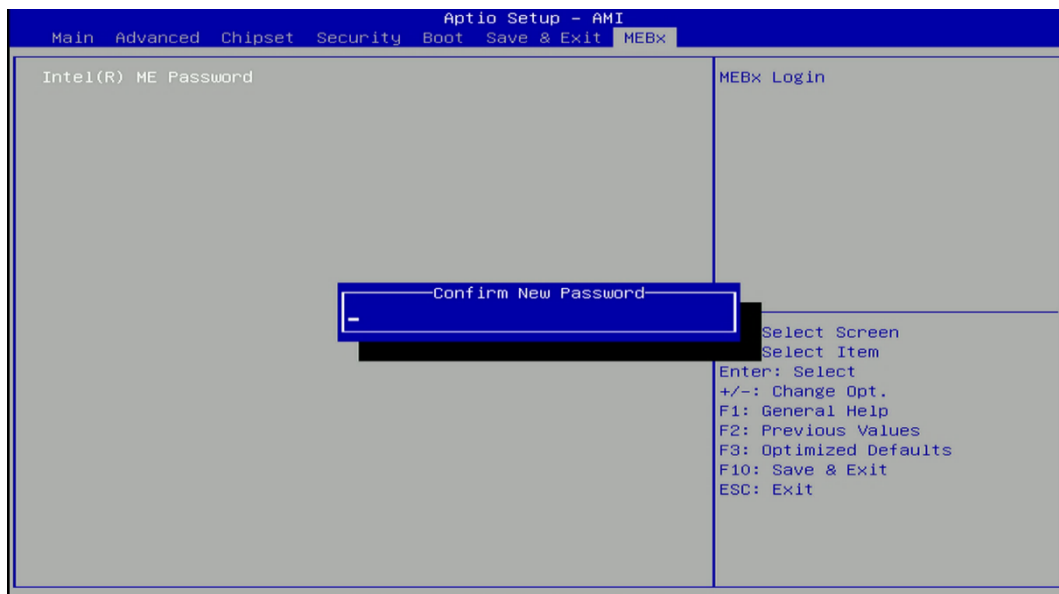 Aptio Setup – AMI
Main Advanced Chipset Security Boot Save & Exit MEBx
Intel(R) ME Password
MEBx Login
Confirm New Password
Select Screen
Select Item
Enter: Select
+/-: Change Opt.
F1: General Help
F2: Previous Values
F3: Optimized Defaults
F10: Save & Exit
ESC: Exit